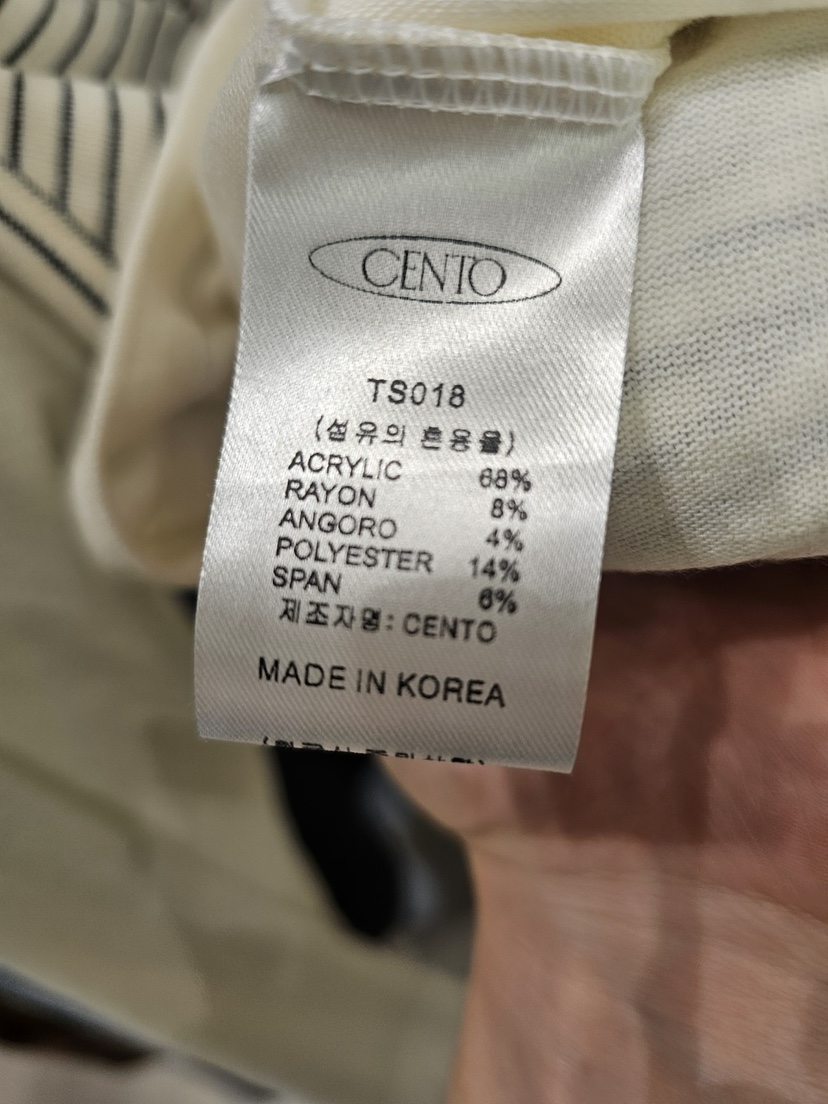 CENTO
TS018
(섬유의 혼용율)
ACRYLIC 68%
RAYON 8%
ANGORO 4%
POLYESTER 14%
SPAN 6%
제조자명: CENTO
MADE IN KOREA